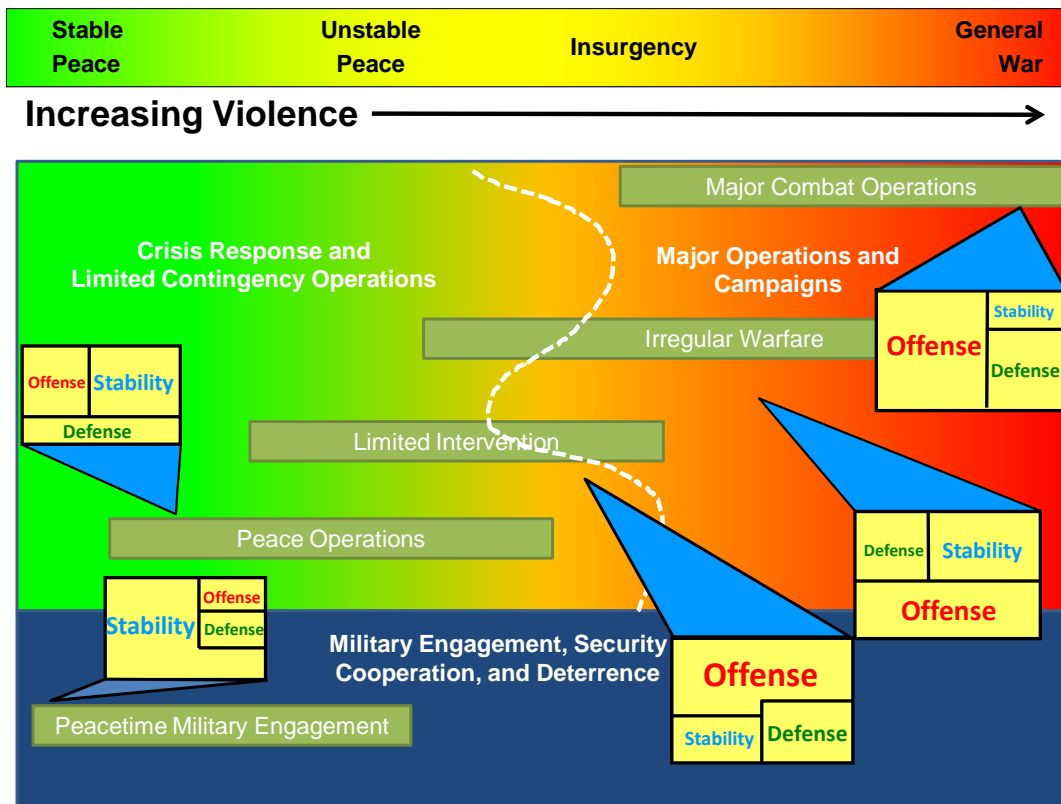 Stable
Peace
Unstable
Peace
Insurgency
General
War
Increasing Violence
Major Combat Operations
Crisis Response and
Limited Contingency Operations
Major Operations and
Campaigns
Offense
Stability
Defense
Irregular Warfare
Offense
Stability
Defense
Limited Intervention
Peace Operations
Defense
Stability
Offense
Stability
Offense
Defense
Military Engagement, Security
Cooperation, and Deterrence
Offense
Stability
Defense
Peacetime Military Engagement